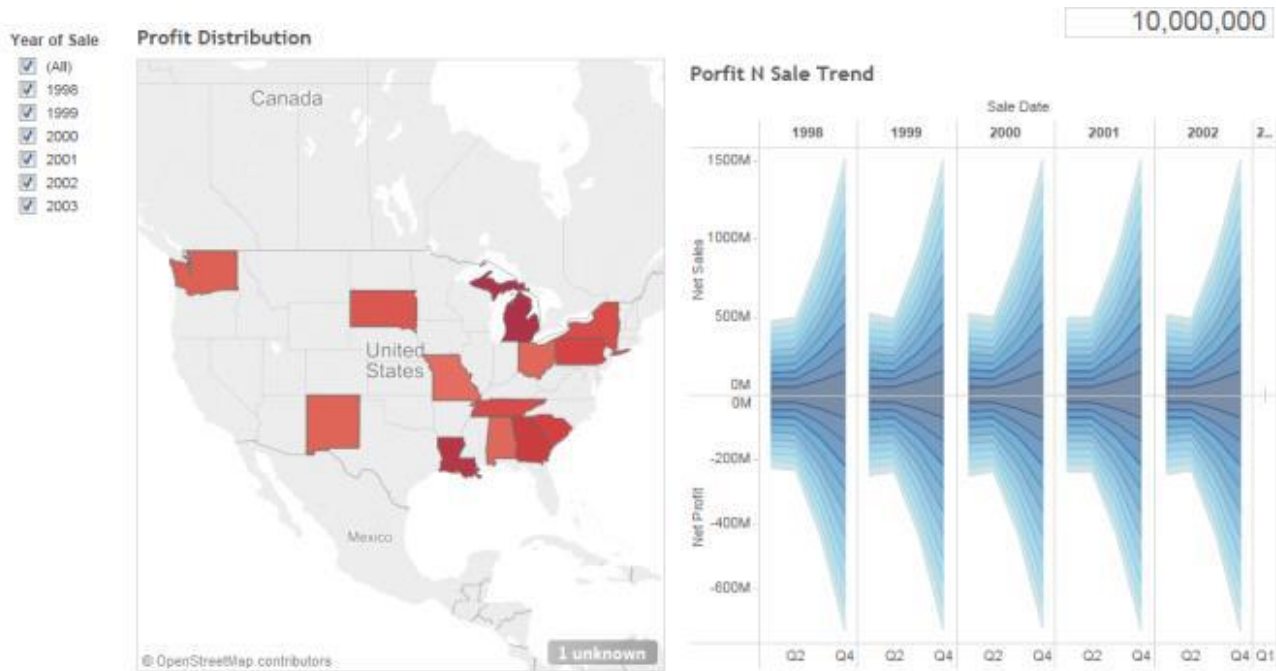 10,000,000
Year of Sale
(All)
1998
1999
2000
2001
2002
2003
Profit Distribution
Canada
United
States
Mexico
© OpenStreetMap contributors
1 unknown
Porfit N Sale Trend
Sale Date
1998 1999 2000 2001 2002 2...
Net Sales
1500M
1000M
500M
0M
Net Profit
0M
-200M
-400M
-600M
Q2 Q4 Q2 Q4 Q2 Q4 Q2 Q4 Q2 Q4 Q1